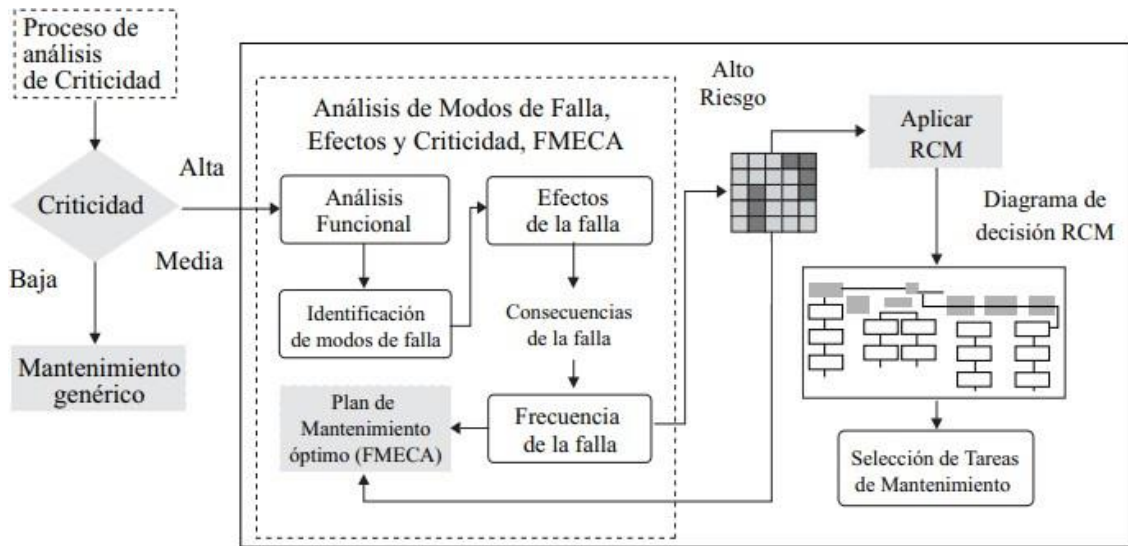 Proceso de
análisis
de Criticidad
Criticidad
Alta
Media
Baja
Mantenimiento
genérico
Análisis de Modos de Falla,
Efectos y Criticidad, FMECA
Análisis
Funcional
Identificación
de modos de falla
Efectos
de la falla
Consecuencias
de la falla
Frecuencia
de la falla
Plan de
Mantenimiento
óptimo (FMECA)
Alto
Riesgo
Aplicar
RCM
Diagrama de
decisión RCM
Selección de Tareas
de Mantenimiento